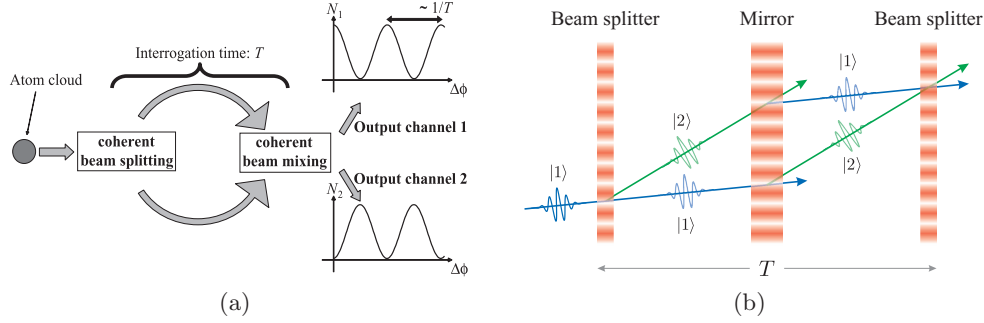 N₁
~ 1/T
Interrogation time: T
Atom cloud
Δϕ
Output channel 1
coherent
beam splitting
coherent
beam mixing
Output channel 2
N₂
Δϕ
(a)
Beam splitter
Mirror
Beam splitter
|1⟩
|2⟩
|1⟩
|2⟩
|1⟩
T
(b)